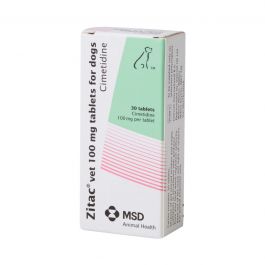 Zitac® vet 100 mg tablets for dogs
Cimetidine
30 tablets
Cimetidine
100 mg per tablet
MSD
Animal Health